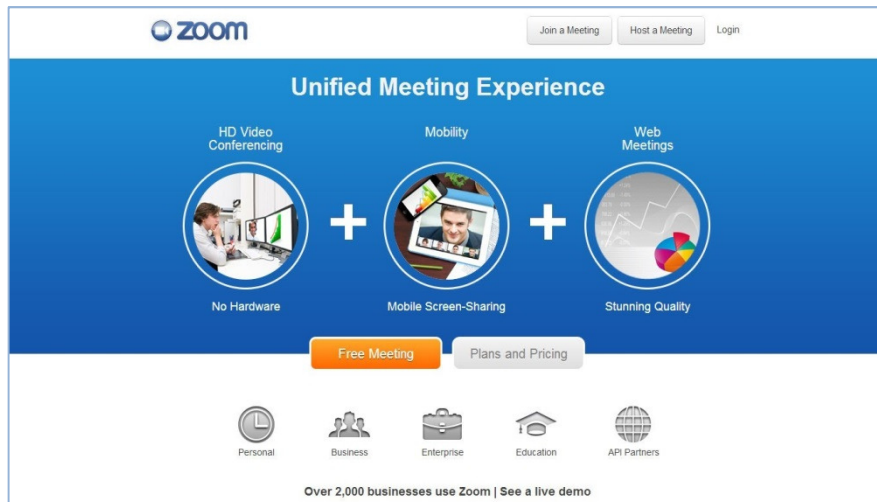 zoom
Join a Meeting
Host a Meeting
Login
Unified Meeting Experience
HD Video
Conferencing
Mobility
Web
Meetings
No Hardware
Mobile Screen-Sharing
Stunning Quality
Free Meeting
Plans and Pricing
Personal
Business
Enterprise
Education
API Partners
Over 2,000 businesses use Zoom | See a live demo